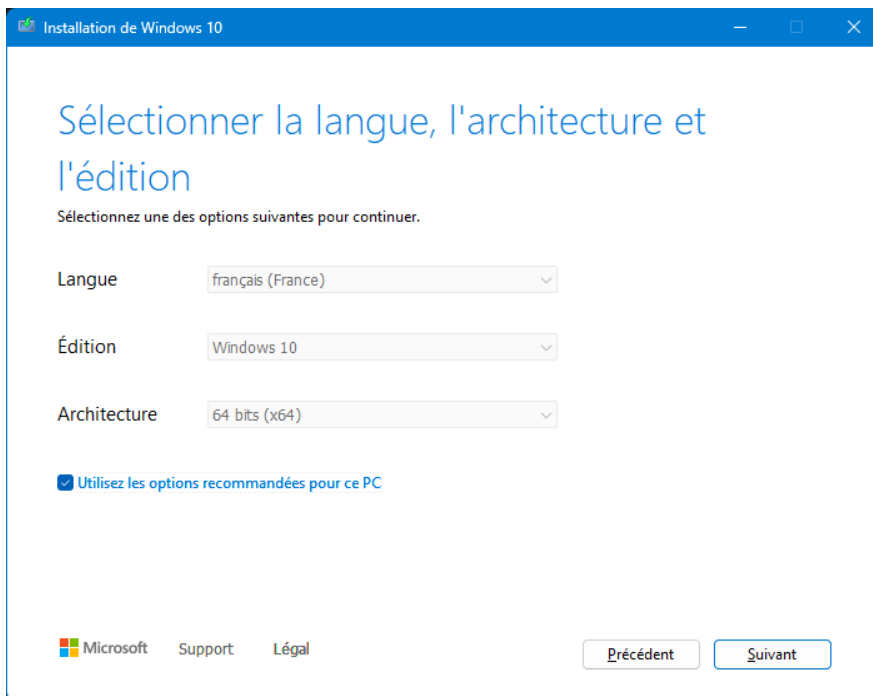 Installation de Windows 10
Sélectionner la langue, l'architecture et
l'édition
Sélectionnez une des options suivantes pour continuer.
Langue français (France)
Édition Windows 10
Architecture 64 bits (x64)
Utilisez les options recommandées pour ce PC
Microsoft Support Légal Précédent Suivant